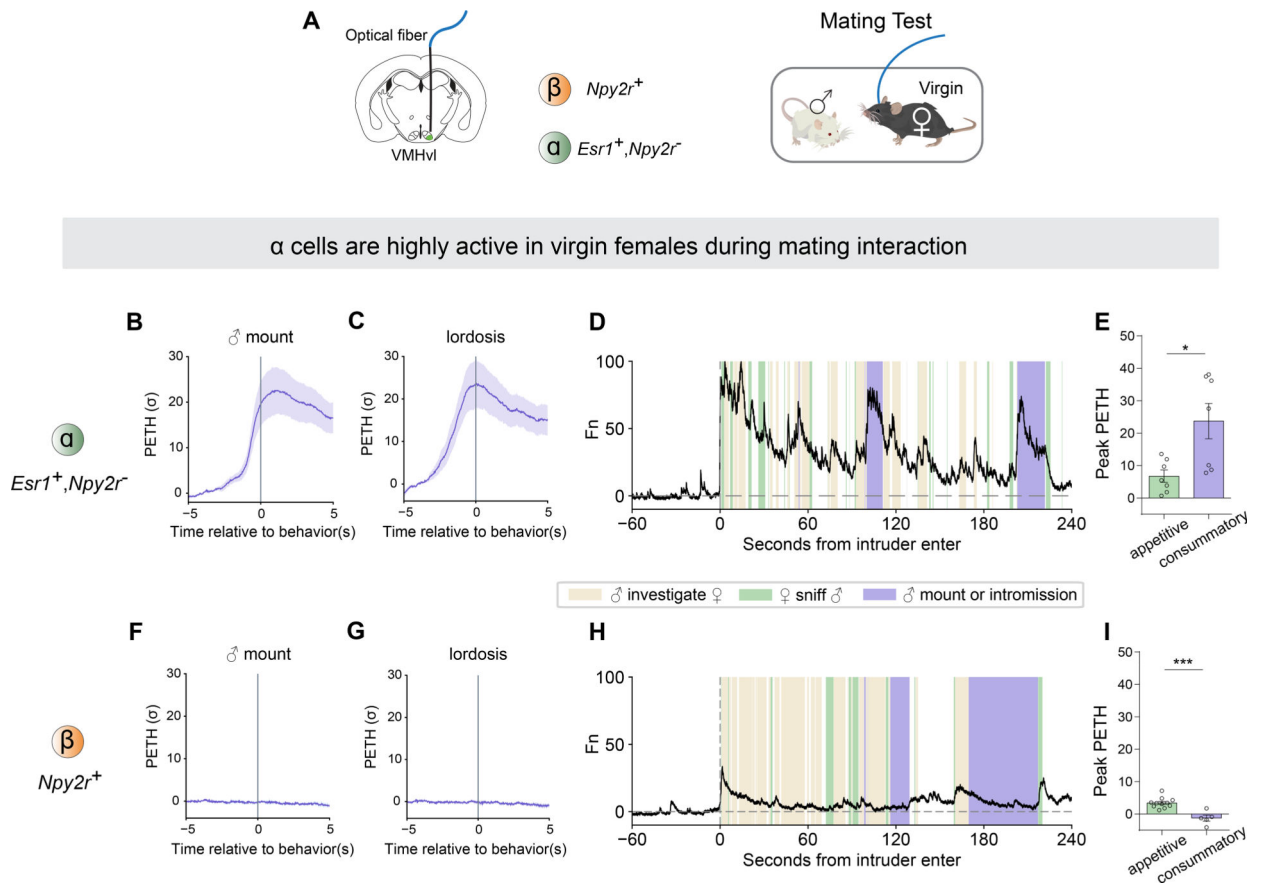 A
Optical fiber
VMHvl
β Npy2r⁺
α Esr1⁺,Npy2r⁻
Mating Test
♂
Virgin
♀
α cells are highly active in virgin females during mating interaction
α
Esr1⁺,Npy2r⁻
B
♂ mount
PETH (σ)
30
20
10
0
−5 0 5
Time relative to behavior(s)
C
lordosis
PETH (σ)
30
20
10
0
−5 0 5
Time relative to behavior(s)
D
Fn
100
50
0
−60 0 60 120 180 240
Seconds from intruder enter
E
Peak PETH
50
40
30
20
10
0
*
appetitive
consummatory
♂ investigate ♀ ♀ sniff ♂ ♂ mount or intromission
β
Npy2r⁺
F
♂ mount
PETH (σ)
30
20
10
0
−5 0 5
Time relative to behavior(s)
G
lordosis
PETH (σ)
30
20
10
0
−5 0 5
Time relative to behavior(s)
H
Fn
100
50
0
−60 0 60 120 180 240
Seconds from intruder enter
I
Peak PETH
50
40
30
20
10
0
***
appetitive
consummatory